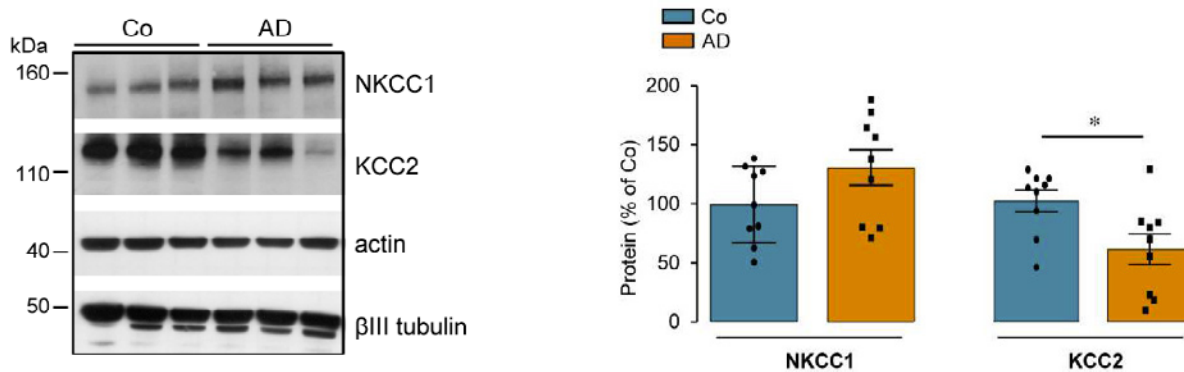 Co AD
kDa
160
NKCC1
KCC2
110
40
actin
50
βIII tubulin
Co
AD
Protein (% of Co)
200
150
100
50
0
*
NKCC1
KCC2